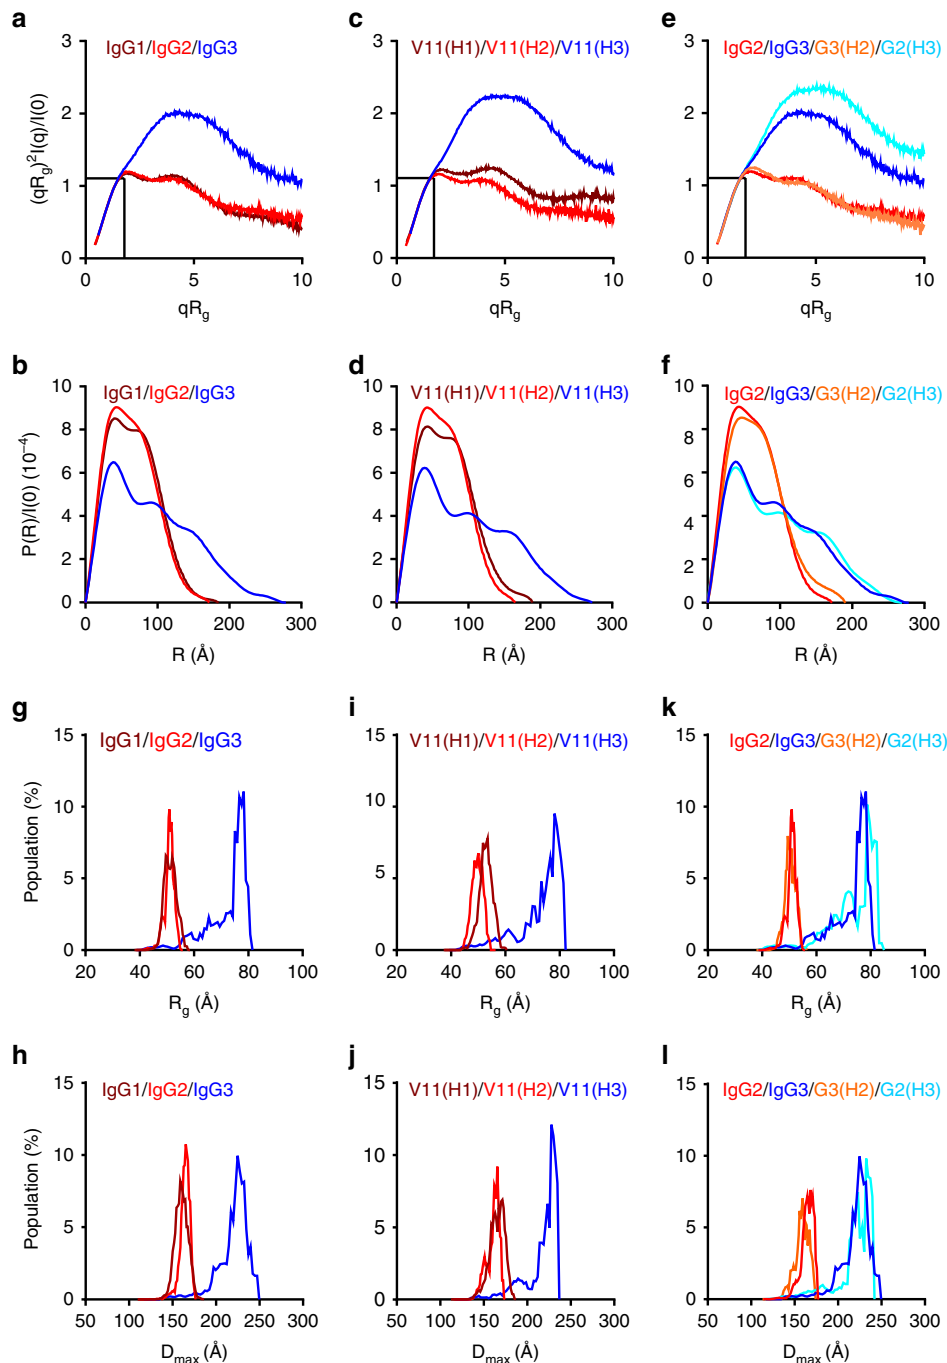 a
IgG1/IgG2/IgG3
(qRg)2I(q)/I(0)
3
2
1
0
0
5
10
qRg
c
V11(H1)/V11(H2)/V11(H3)
3
2
1
0
0
5
10
qRg
e
IgG2/IgG3/G3(H2)/G2(H3)
3
2
1
0
0
5
10
qRg
b
IgG1/IgG2/IgG3
P(R)/I(0) (10−4)
10
8
6
4
2
0
0
100
200
300
R (Å)
d
V11(H1)/V11(H2)/V11(H3)
10
8
6
4
2
0
0
100
200
300
R (Å)
f
IgG2/IgG3/G3(H2)/G2(H3)
10
8
6
4
2
0
0
100
200
300
R (Å)
g
IgG1/IgG2/IgG3
Population (%)
15
10
5
0
20
40
60
80
100
Rg (Å)
i
V11(H1)/V11(H2)/V11(H3)
15
10
5
0
20
40
60
80
100
Rg (Å)
k
IgG2/IgG3/G3(H2)/G2(H3)
15
10
5
0
20
40
60
80
100
Rg (Å)
h
IgG1/IgG2/IgG3
Population (%)
15
10
5
0
50
100
150
200
250
300
Dmax (Å)
j
V11(H1)/V11(H2)/V11(H3)
15
10
5
0
50
100
150
200
250
300
Dmax (Å)
l
IgG2/IgG3/G3(H2)/G2(H3)
15
10
5
0
50
100
150
200
250
300
Dmax (Å)